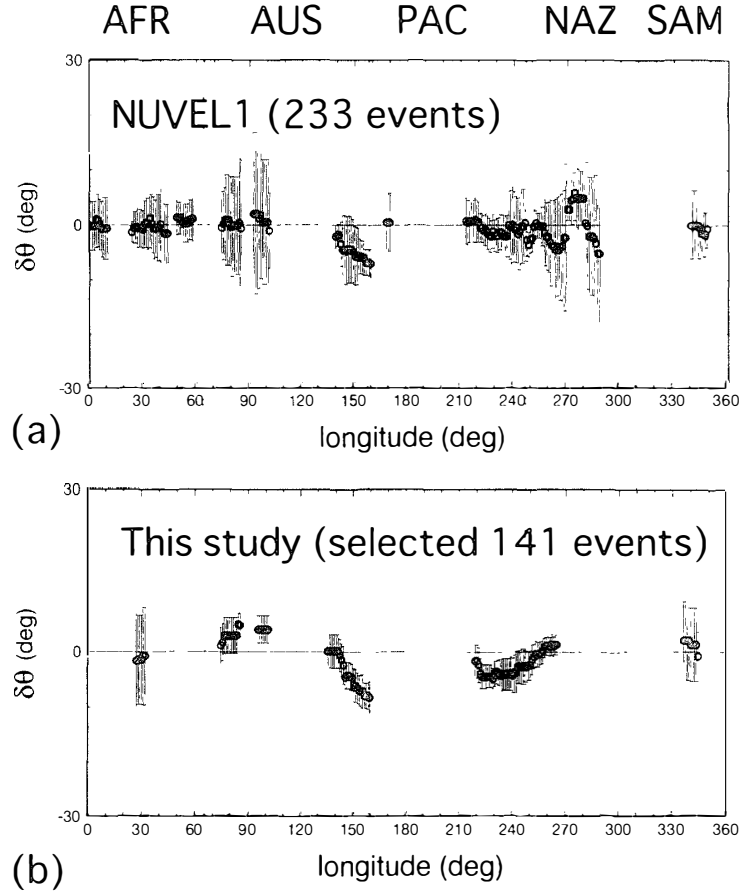 AFR AUS PAC NAZ SAM
30
NUVEL1 (233 events)
δθ (deg)
0
-30
0 30 60 90 120 150 180 210 240 270 300 330 360
(a)
longitude (deg)
30
This study (selected 141 events)
δθ (deg)
0
-30
0 30 60 90 120 150 180 210 240 270 300 330 360
(b)
longitude (deg)